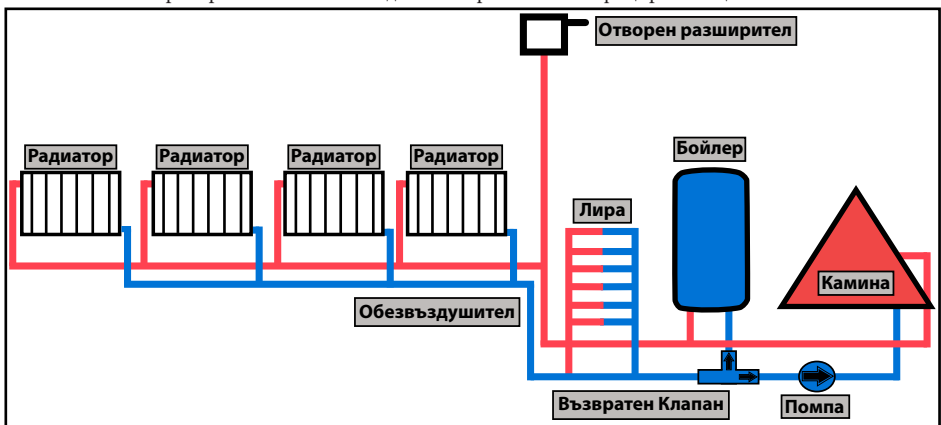 Отворен разширител
Радиатор
Радиатор
Радиатор
Радиатор
Бойлер
Лира
Камина
Обезвъздушител
Възвратен Клапан
Помпа